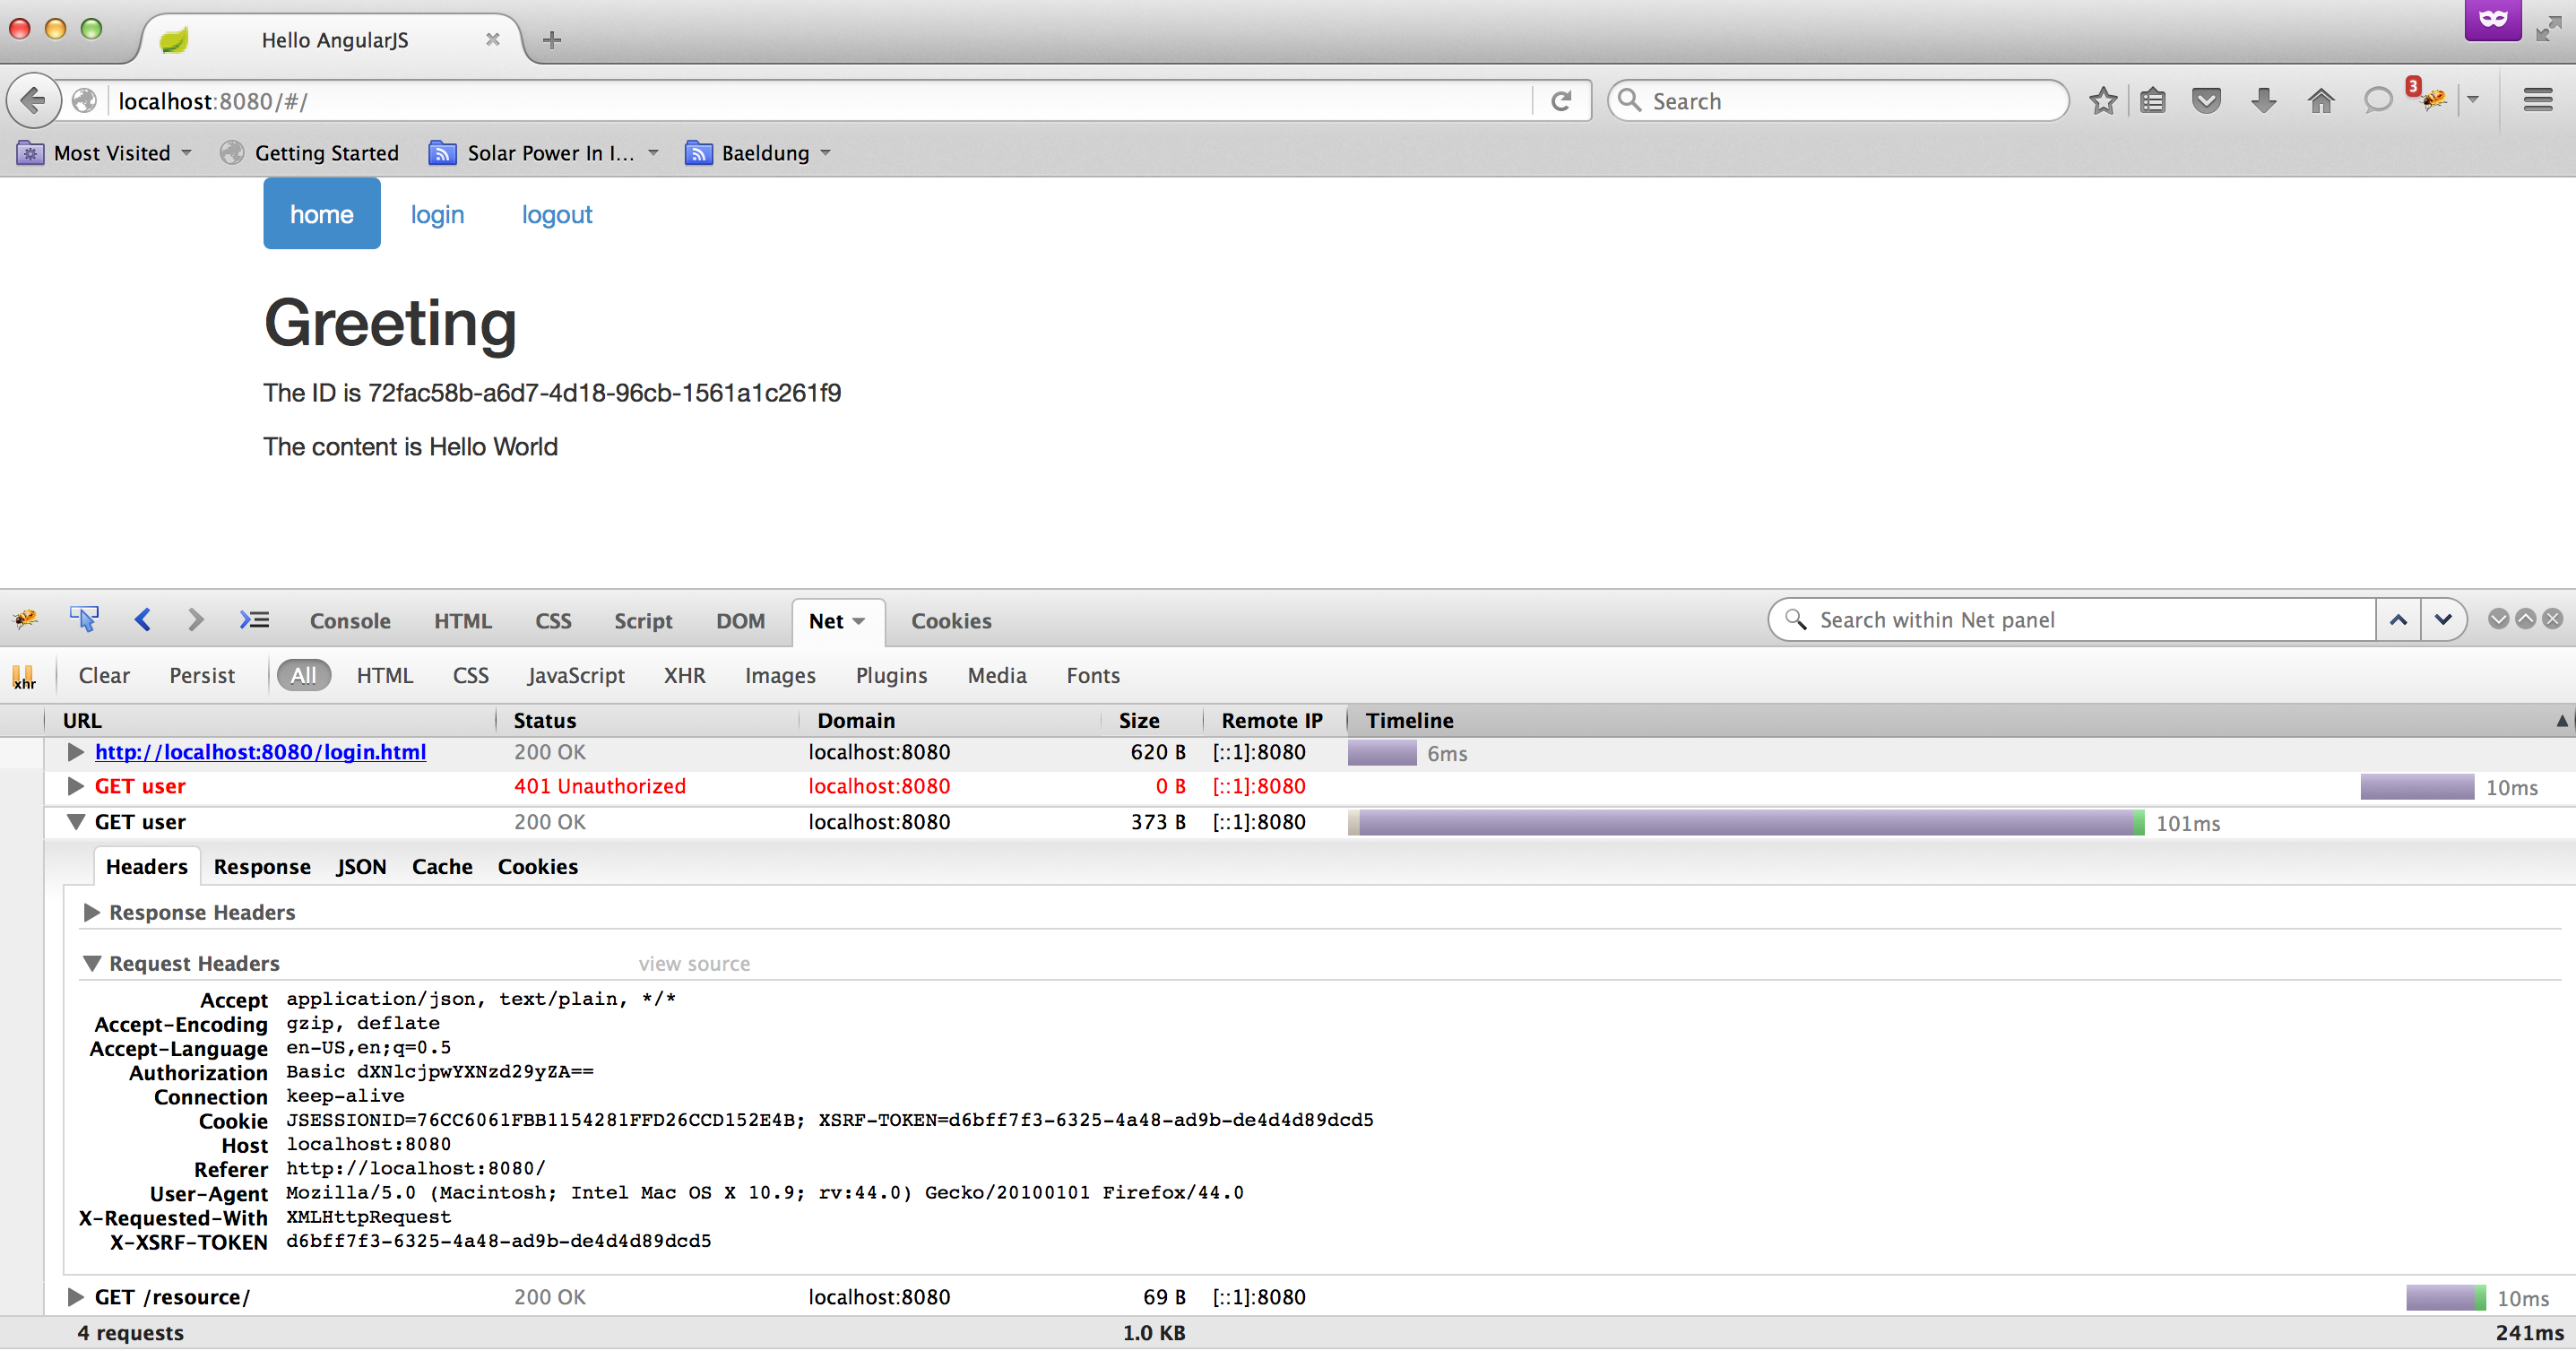 Hello AngularJS
localhost:8080/#/
Search
3
Most Visited
Getting Started
Solar Power In I...
Baeldung
home login logout
Greeting
The ID is 72fac58b-a6d7-4d18-96cb-1561a1c261f9
The content is Hello World
Console HTML CSS Script DOM Net Cookies
Search within Net panel
xhr Clear Persist All HTML CSS JavaScript XHR Images Plugins Media Fonts
URL Status Domain Size Remote IP Timeline
http://localhost:8080/login.html 200 OK localhost:8080 620 B [::1]:8080 6ms
GET user 401 Unauthorized localhost:8080 0 B [::1]:8080 10ms
GET user 200 OK localhost:8080 373 B [::1]:8080 101ms
Headers Response JSON Cache Cookies
Response Headers
Request Headers view source
Accept application/json, text/plain, */*
Accept-Encoding gzip, deflate
Accept-Language en-US,en;q=0.5
Authorization Basic dXNlcjpwYXNzd29yZA==
Connection keep-alive
Cookie JSESSIONID=76CC6061FBB1154281FFD26CCD152E4B; XSRF-TOKEN=d6bff7f3-6325-4a48-ad9b-de4d4d89dcd5
Host localhost:8080
Referer http://localhost:8080/
User-Agent Mozilla/5.0 (Macintosh; Intel Mac OS X 10.9; rv:44.0) Gecko/20100101 Firefox/44.0
X-Requested-With XMLHttpRequest
X-XSRF-TOKEN d6bff7f3-6325-4a48-ad9b-de4d4d89dcd5
GET /resource/ 200 OK localhost:8080 69 B [::1]:8080 10ms
4 requests 1.0 KB 241ms